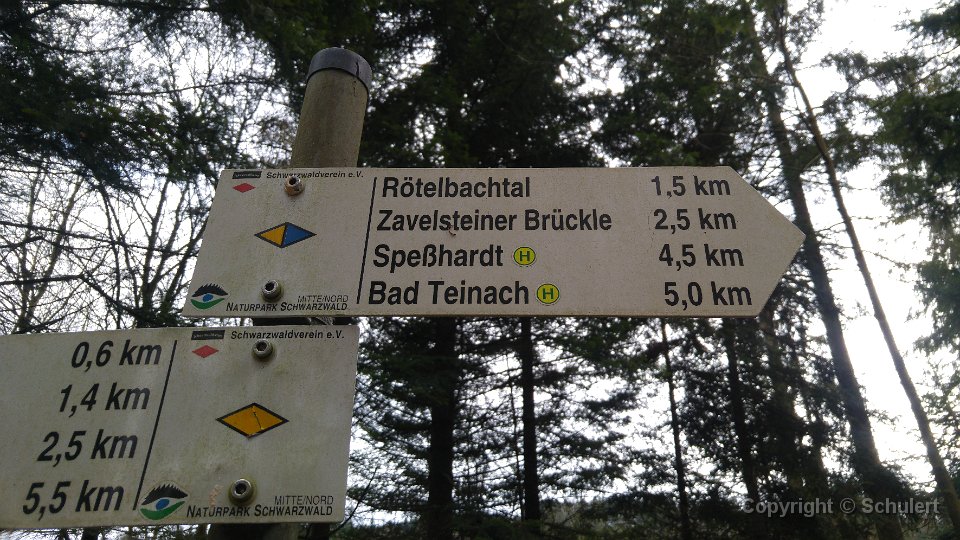 Schwarzwaldverein e.V.
Rötelbachtal 1,5 km
Zavelsteiner Brückle 2,5 km
Speßhardt H 4,5 km
Bad Teinach H 5,0 km
MITTE/NORD
NATURPARK SCHWARZWALD
Schwarzwaldverein e.V.
0,6 km
1,4 km
2,5 km
5,5 km
MITTE/NORD
NATURPARK SCHWARZWALD
Copyright © Schulert